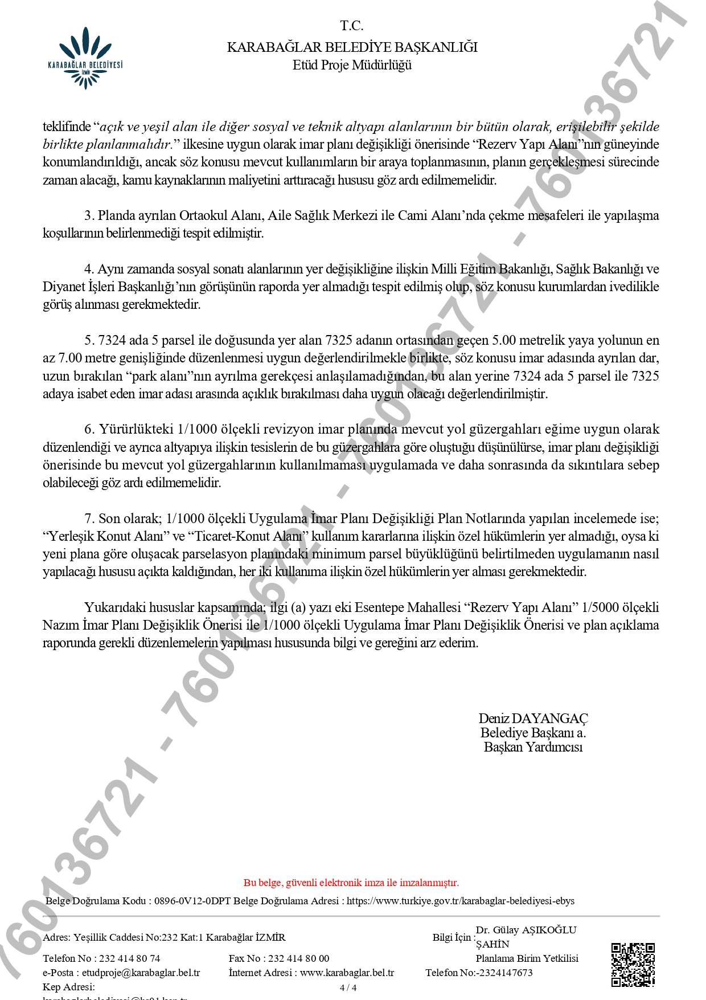 T.C.
KARABAĞLAR BELEDİYE BAŞKANLIĞI
Etüd Proje Müdürlüğü
KARABAĞLAR BELEDİYESİ
İZMİR
teklifinde “açık ve yeşil alan ile diğer sosyal ve teknik altyapı alanlarının bir bütün olarak, erişilebilir şekilde
birlikte planlanmalıdır.” ilkesine uygun olarak imar planı değişikliği önerisinde “Rezerv Yapı Alanı”nın güneyinde
konumlandırıldığı, ancak söz konusu mevcut kullanımların bir araya toplanmasının, planın gerçekleşmesi sürecinde
zaman alacağı, kamu kaynaklarının maliyetini arttıracağı hususu göz ardı edilmemelidir.
3. Planda ayrılan Ortaokul Alanı, Aile Sağlık Merkezi ile Cami Alanı’nda çekme mesafeleri ile yapılaşma
koşullarının belirlenmediği tespit edilmiştir.
4. Aynı zamanda sosyal sonatı alanlarının yer değişikliğine ilişkin Milli Eğitim Bakanlığı, Sağlık Bakanlığı ve
Diyanet İşleri Başkanlığı’nın görüşünün raporda yer almadığı tespit edilmiş olup, söz konusu kurumlardan ivedilikle
görüş alınması gerekmektedir.
5. 7324 ada 5 parsel ile doğusunda yer alan 7325 adanın ortasından geçen 5.00 metrelik yaya yolunun en
az 7.00 metre genişliğinde düzenlenmesi uygun değerlendirilmekle birlikte, söz konusu imar adasında ayrılan dar,
uzun bırakılan “park alanı”nın ayrılma gerekçesi anlaşılamadığından, bu alan yerine 7324 ada 5 parsel ile 7325
adaya isabet eden imar adası arasında açıklık bırakılması daha uygun olacağı değerlendirilmiştir.
6. Yürürlükteki 1/1000 ölçekli revizyon imar planında mevcut yol güzergahları eğime uygun olarak
düzenlendiği ve ayrıca altyapıya ilişkin tesislerin de bu güzergahlara göre oluştuğu düşünülürse, imar planı değişikliği
önerisinde bu mevcut yol güzergahlarının kullanılmaması uygulamada ve daha sonrasında da sıkıntılara sebep
olabileceği göz ardı edilmemelidir.
7. Son olarak; 1/1000 ölçekli Uygulama İmar Planı Değişikliği Plan Notlarında yapılan incelemede ise;
“Yerleşik Konut Alanı” ve “Ticaret-Konut Alanı” kullanım kararlarına ilişkin özel hükümlerin yer almadığı, oysa ki
yeni plana göre oluşacak parselasyon planındaki minimum parsel büyüklüğünü belirtilmeden uygulamanın nasıl
yapılacağı hususu açıkta kaldığından, her iki kullanıma ilişkin özel hükümlerin yer alması gerekmektedir.
Yukarıdaki hususlar kapsamında; ilgi (a) yazı eki Esentepe Mahallesi “Rezerv Yapı Alanı” 1/5000 ölçekli
Nazım İmar Planı Değişiklik Önerisi ile 1/1000 ölçekli Uygulama İmar Planı Değişiklik Önerisi ve plan açıklama
raporunda gerekli düzenlemelerin yapılması hususunda bilgi ve gereğini arz ederim.
Deniz DAYANGAÇ
Belediye Başkanı a.
Başkan Yardımcısı
760136721 - 760136721 - 760136721 - 760136721
Bu belge, güvenli elektronik imza ile imzalanmıştır.
Belge Doğrulama Kodu : 0896-0V12-0DPT Belge Doğrulama Adresi : https://www.turkiye.gov.tr/karabaglar-belediyesi-ebys
Adres: Yeşillik Caddesi No:232 Kat:1 Karabağlar İZMİR
Telefon No : 232 414 80 74 Fax No : 232 414 80 00
e-Posta : etudproje@karabaglar.bel.tr İnternet Adresi : www.karabaglar.bel.tr
Kep Adresi:
karabaglarbelediyesi@hs01.kep.tr
Bilgi İçin : Dr. Gülay AŞIKOĞLU
ŞAHİN
Planlama Birim Yetkilisi
Telefon No:-2324147673
4 / 4